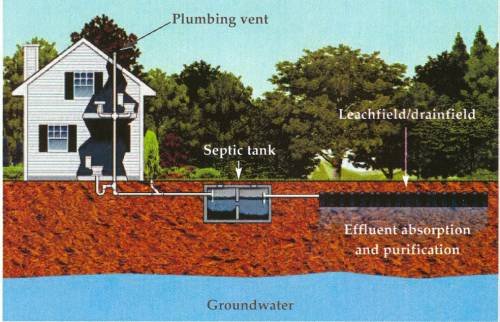 Plumbing vent
Leachfield/drainfield
Septic tank
Effluent absorption
and purification
Groundwater